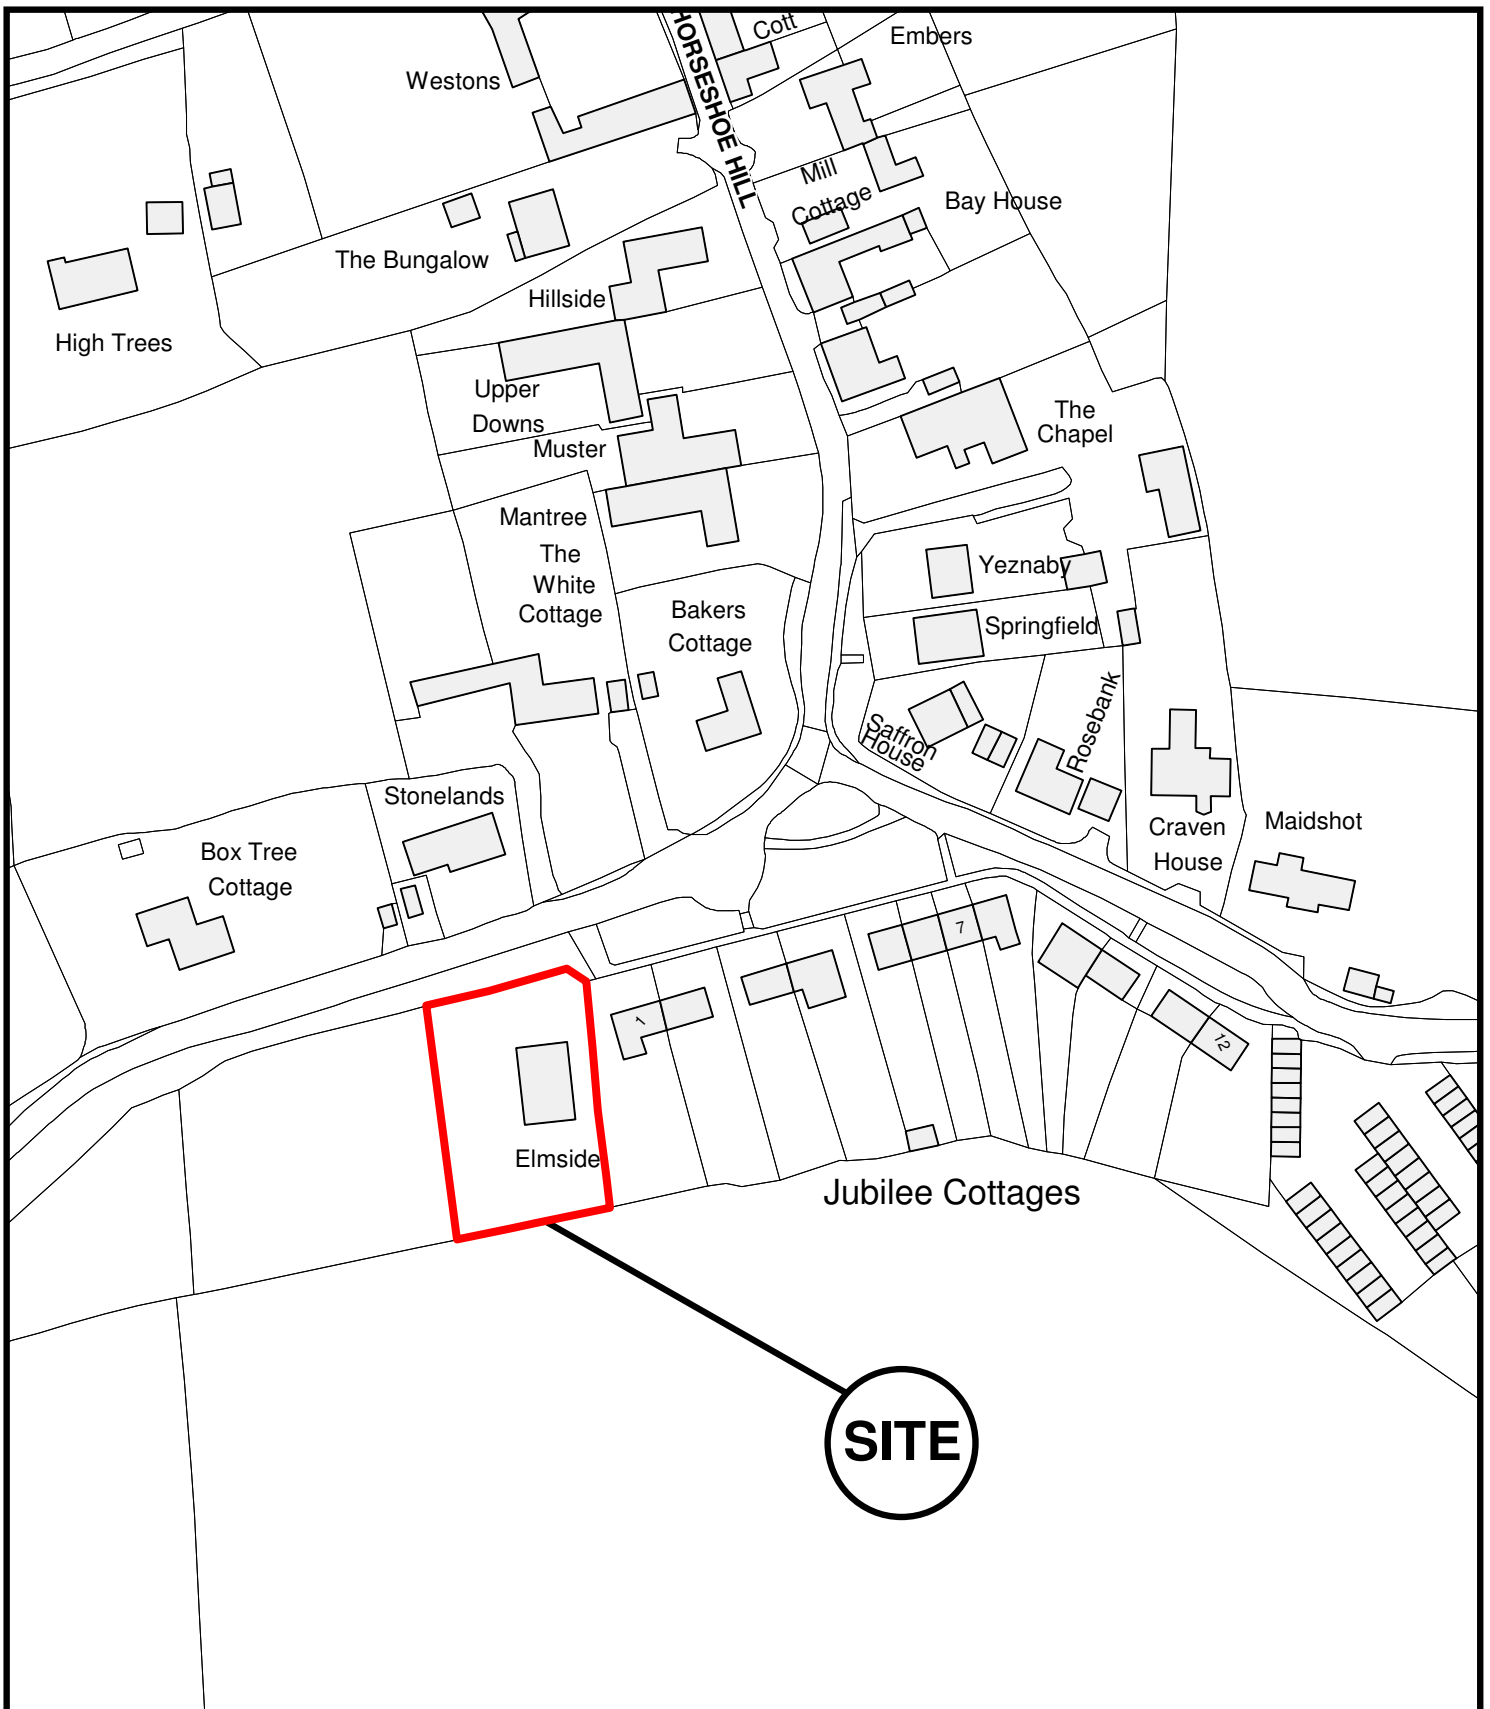 Cott
Embers
HORSESHOE HILL
Westons
Mill
Cottage
Bay House
The Bungalow
Hillside
High Trees
Upper
Downs
The
Chapel
Muster
Mantree
The
White
Cottage
Yeznaby
Bakers
Cottage
Springfield
Saffron
House
Rosebank
Stonelands
Craven
House
Maidshot
Box Tree
Cottage
7
1
12
Elmside
Jubilee Cottages
SITE